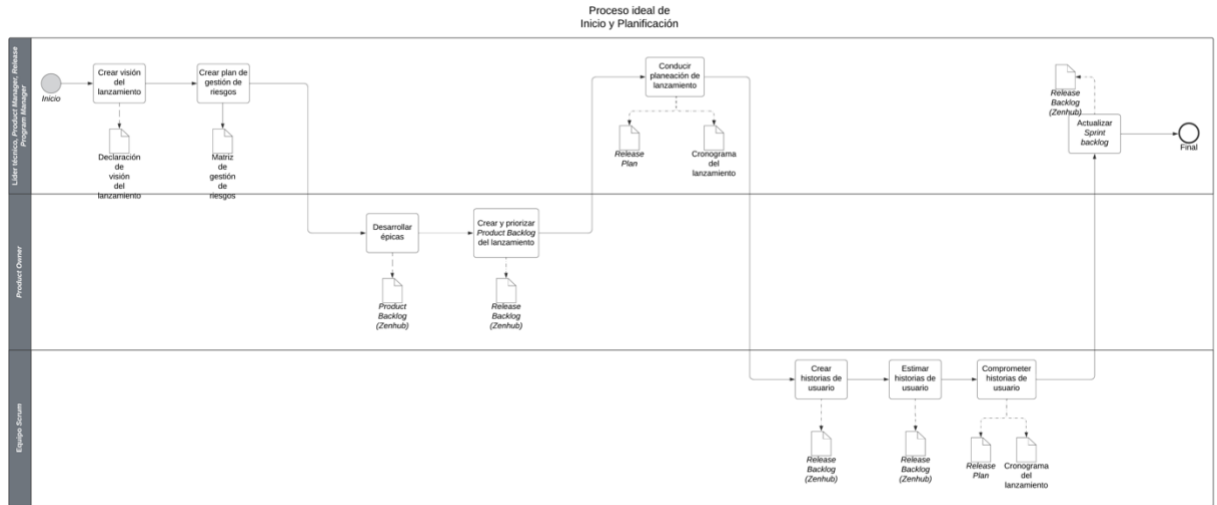 Proceso ideal de
Inicio y Planificación
Líder técnico, Product Manager, Release
Program Manager
Inicio
Crear visión
del
lanzamiento
Declaración
de
visión
del
lanzamiento
Crear plan de
gestión de
riesgos
Matriz
de
gestión
de
riesgos
Conducir
planeación de
lanzamiento
Release
Plan
Cronograma
del
lanzamiento
Release
Backlog
(Zenhub)
Actualizar
Sprint
backlog
Final
Product Owner
Desarrollar
épicas
Product
Backlog
(Zenhub)
Crear y priorizar
Product Backlog
del lanzamiento
Release
Backlog
(Zenhub)
Equipo Scrum
Crear
historias de
usuario
Release
Backlog
(Zenhub)
Estimar
historias de
usuario
Release
Backlog
(Zenhub)
Comprometer
historias de
usuario
Release
Plan
Cronograma
del
lanzamiento